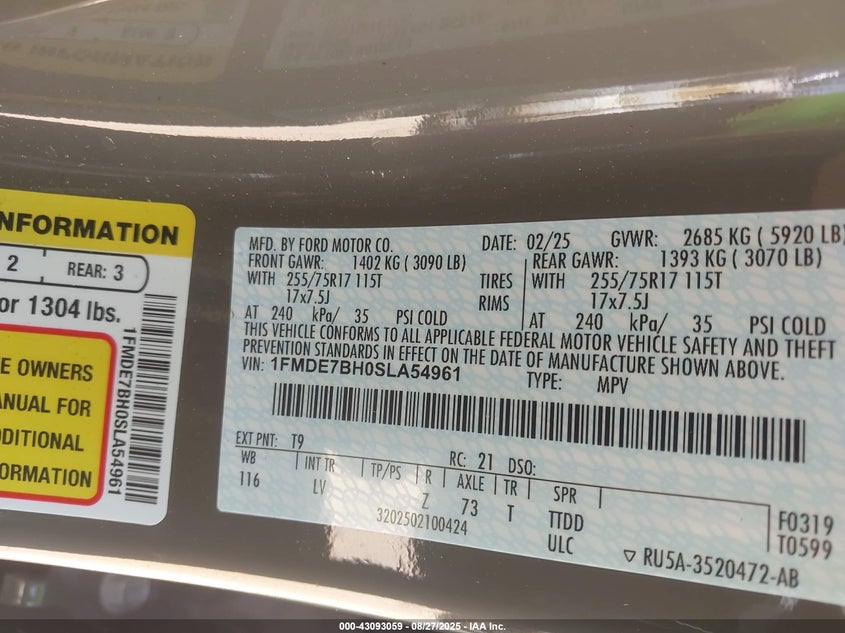 NFORMATION
2 REAR: 3
or 1304 lbs.
E OWNERS
ANUAL FOR
DDITIONAL
FORMATION
1FMDE7BH0SLA54961
MFD. BY FORD MOTOR CO. DATE: 02/25 GVWR: 2685 KG ( 5920 LB)
FRONT GAWR: 1402 KG ( 3090 LB) REAR GAWR: 1393 KG ( 3070 LB)
WITH 255/75R17 115T TIRES WITH 255/75R17 115T
17x7.5J RIMS 17x7.5J
AT 240 kPa/ 35 PSI COLD AT 240 kPa/ 35 PSI COLD
THIS VEHICLE CONFORMS TO ALL APPLICABLE FEDERAL MOTOR VEHICLE SAFETY AND THEFT
PREVENTION STANDARDS IN EFFECT ON THE DATE OF MANUFACTURE SHOWN ABOVE.
VIN: 1FMDE7BH0SLA54961 TYPE: MPV
EXT PNT: T9 RC: 21 DSO:
WB INT TR TP/PS R AXLE TR SPR
116 LV Z 73 T TTDD
ULC
3202502100424
F0319
T0599
RU5A-3520472-AB
000-43093059 - 08/27/2025 - IAA Inc.